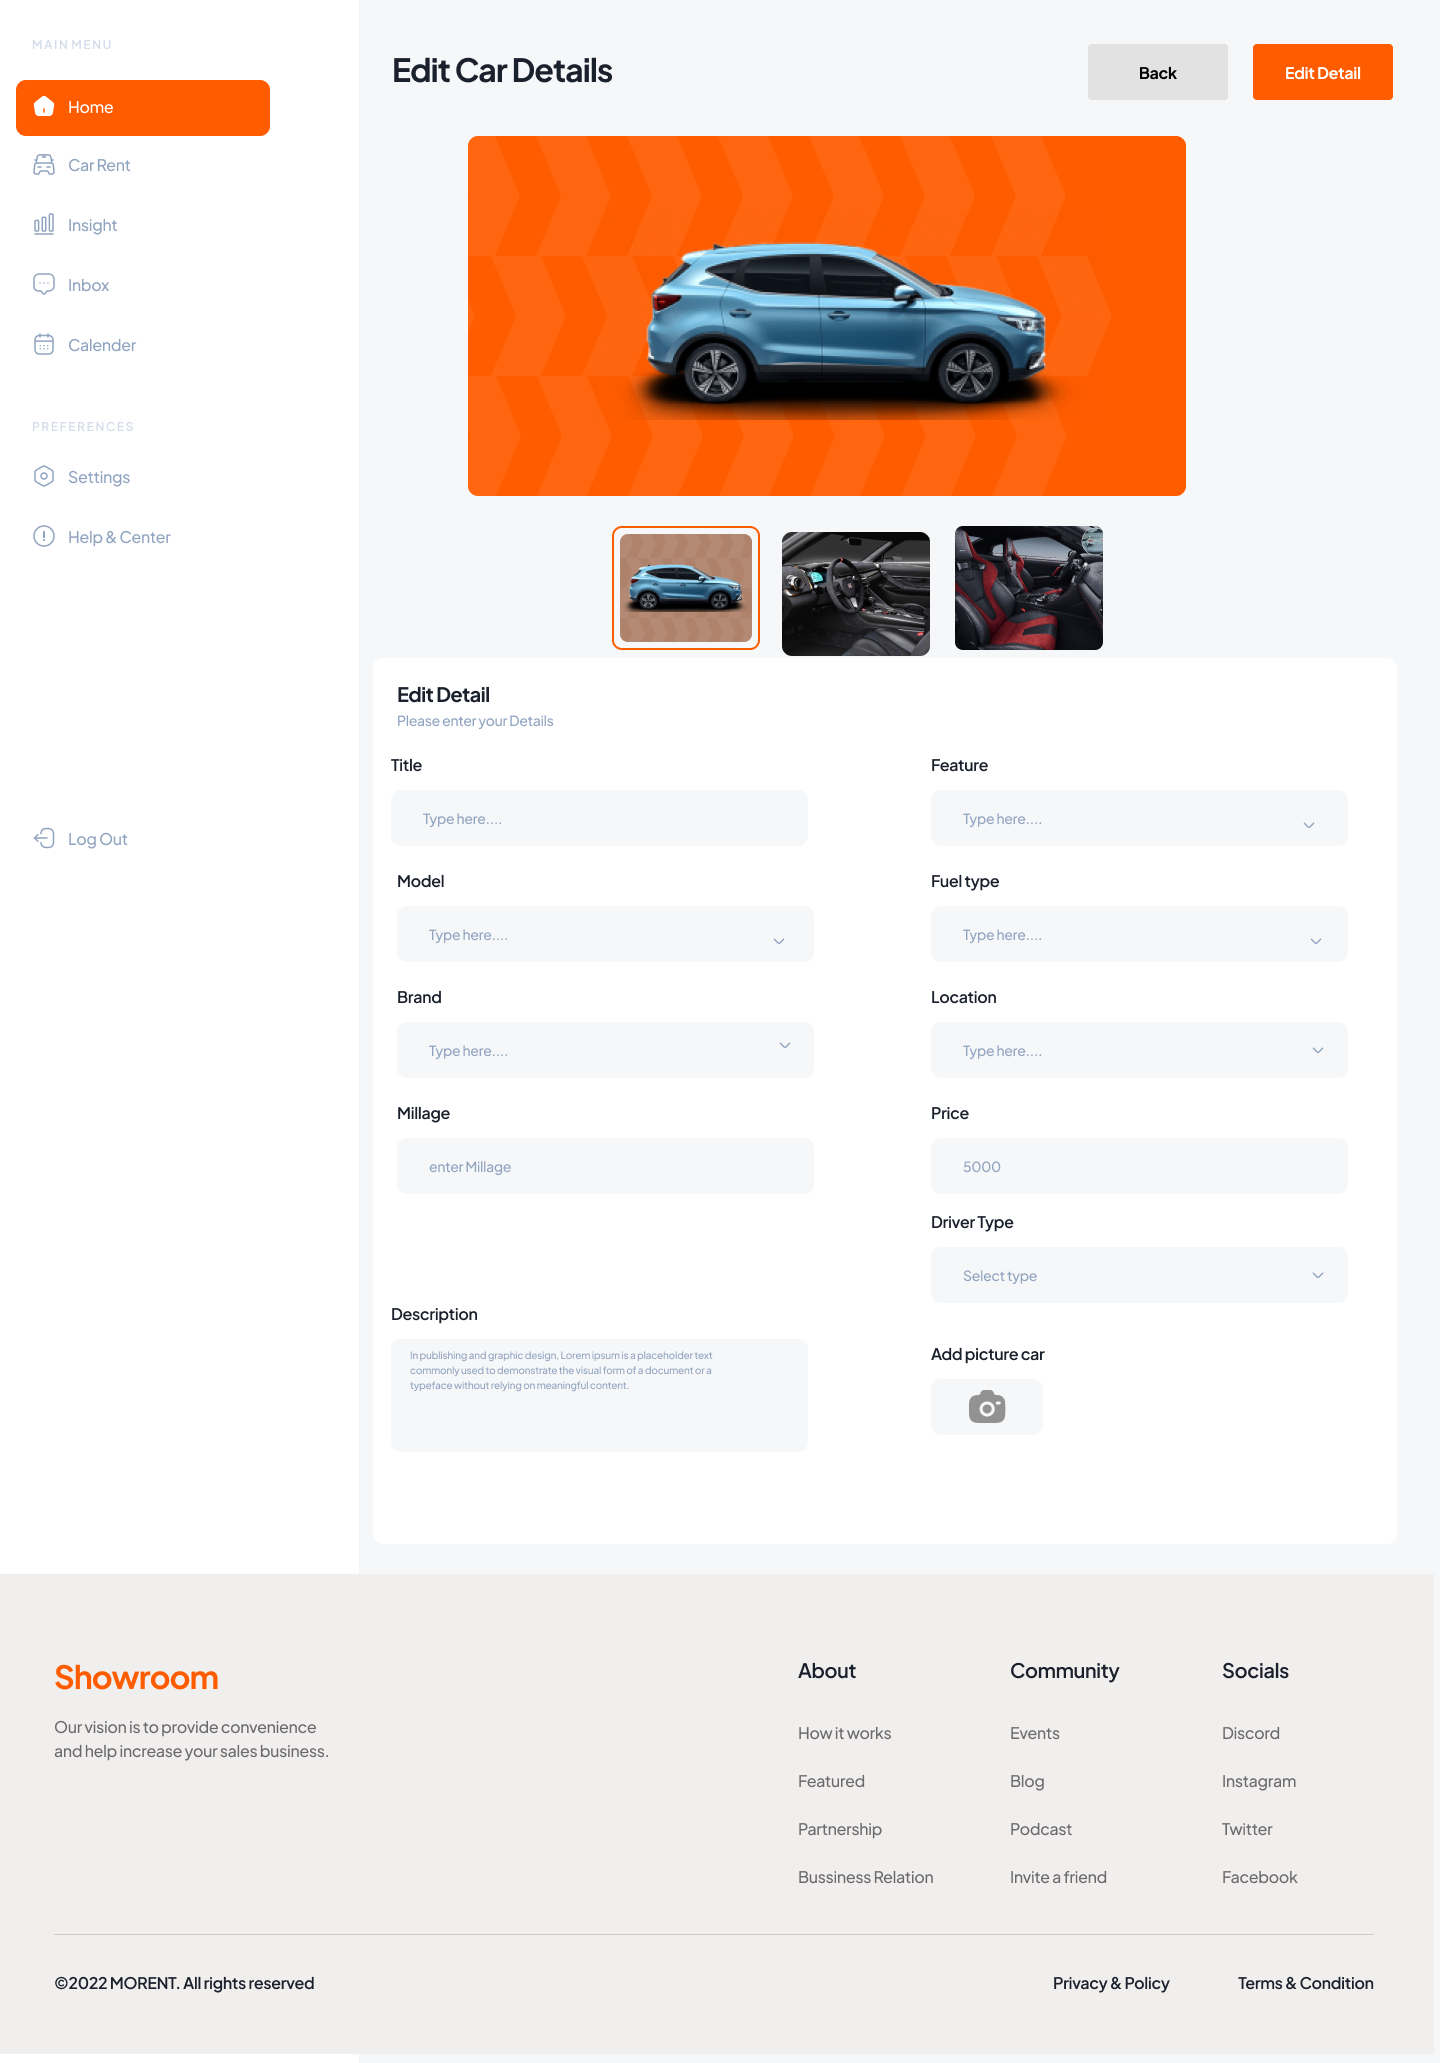 MAIN MENU
Home
Car Rent
Insight
Inbox
Calender
PREFERENCES
Settings
Help & Center
Log Out
Edit Car Details
Back
Edit Detail
Edit Detail
Please enter your Details
Title
Type here....
Feature
Type here....
Model
Type here....
Fuel type
Type here....
Brand
Type here....
Location
Type here....
Millage
enter Millage
Price
5000
Driver Type
Select type
Description
In publishing and graphic design, Lorem ipsum is a placeholder text
commonly used to demonstrate the visual form of a document or a
typeface without relying on meaningful content.
Add picture car
Showroom
Our vision is to provide convenience
and help increase your sales business.
About
How it works
Featured
Partnership
Bussiness Relation
Community
Events
Blog
Podcast
Invite a friend
Socials
Discord
Instagram
Twitter
Facebook
©2022 MORENT. All rights reserved
Privacy & Policy
Terms & Condition